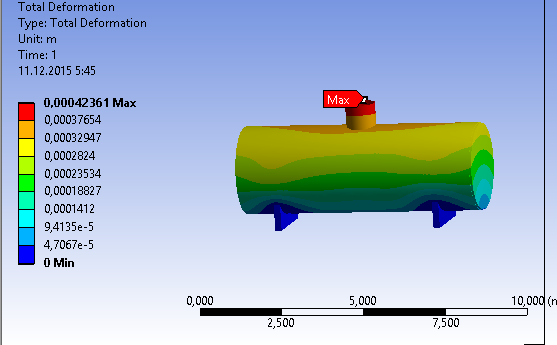 Total Deformation
Type: Total Deformation
Unit: m
Time: 1
11.12.2015 5:45
0,00042361 Max
0,00037654
0,00032947
0,0002824
0,00023534
0,00018827
0,0001412
9,4135e-5
4,7067e-5
0 Min
Max
0,000 5,000 10,000 (m
2,500 7,500